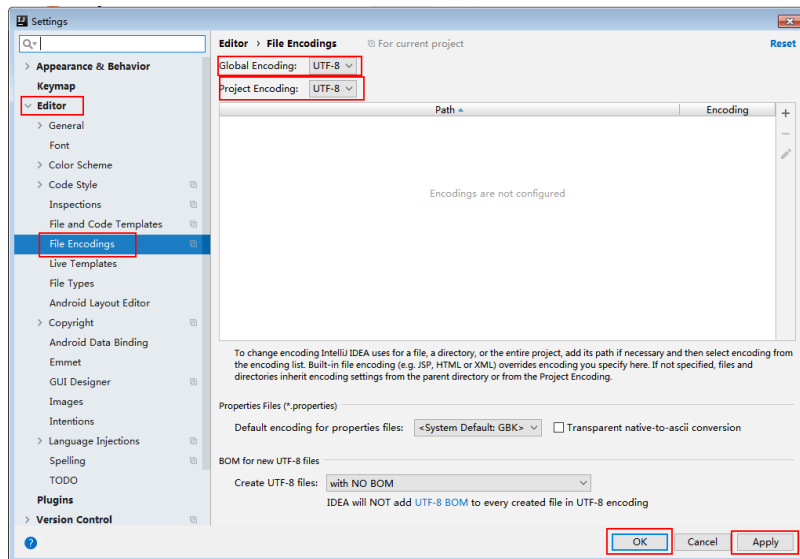 Settings
Editor > File Encodings
For current project
Reset
Appearance & Behavior
Keymap
Editor
General
Font
Color Scheme
Code Style
Inspections
File and Code Templates
File Encodings
Live Templates
File Types
Android Layout Editor
Copyright
Android Data Binding
Emmet
GUI Designer
Images
Intentions
Language Injections
Spelling
TODO
Plugins
Version Control
Global Encoding: UTF-8
Project Encoding: UTF-8
Path Encoding
Encodings are not configured
To change encoding IntelliJ IDEA uses for a file, a directory, or the entire project, add its path if necessary and then select encoding from
the encoding list. Built-in file encoding (e.g. JSP, HTML or XML) overrides encoding you specify here. If not specified, files and
directories inherit encoding settings from the parent directory or from the Project Encoding.
Properties Files (*.properties)
Default encoding for properties files: <System Default: GBK> Transparent native-to-ascii conversion
BOM for new UTF-8 files
Create UTF-8 files: with NO BOM
IDEA will NOT add UTF-8 BOM to every created file in UTF-8 encoding
OK Cancel Apply